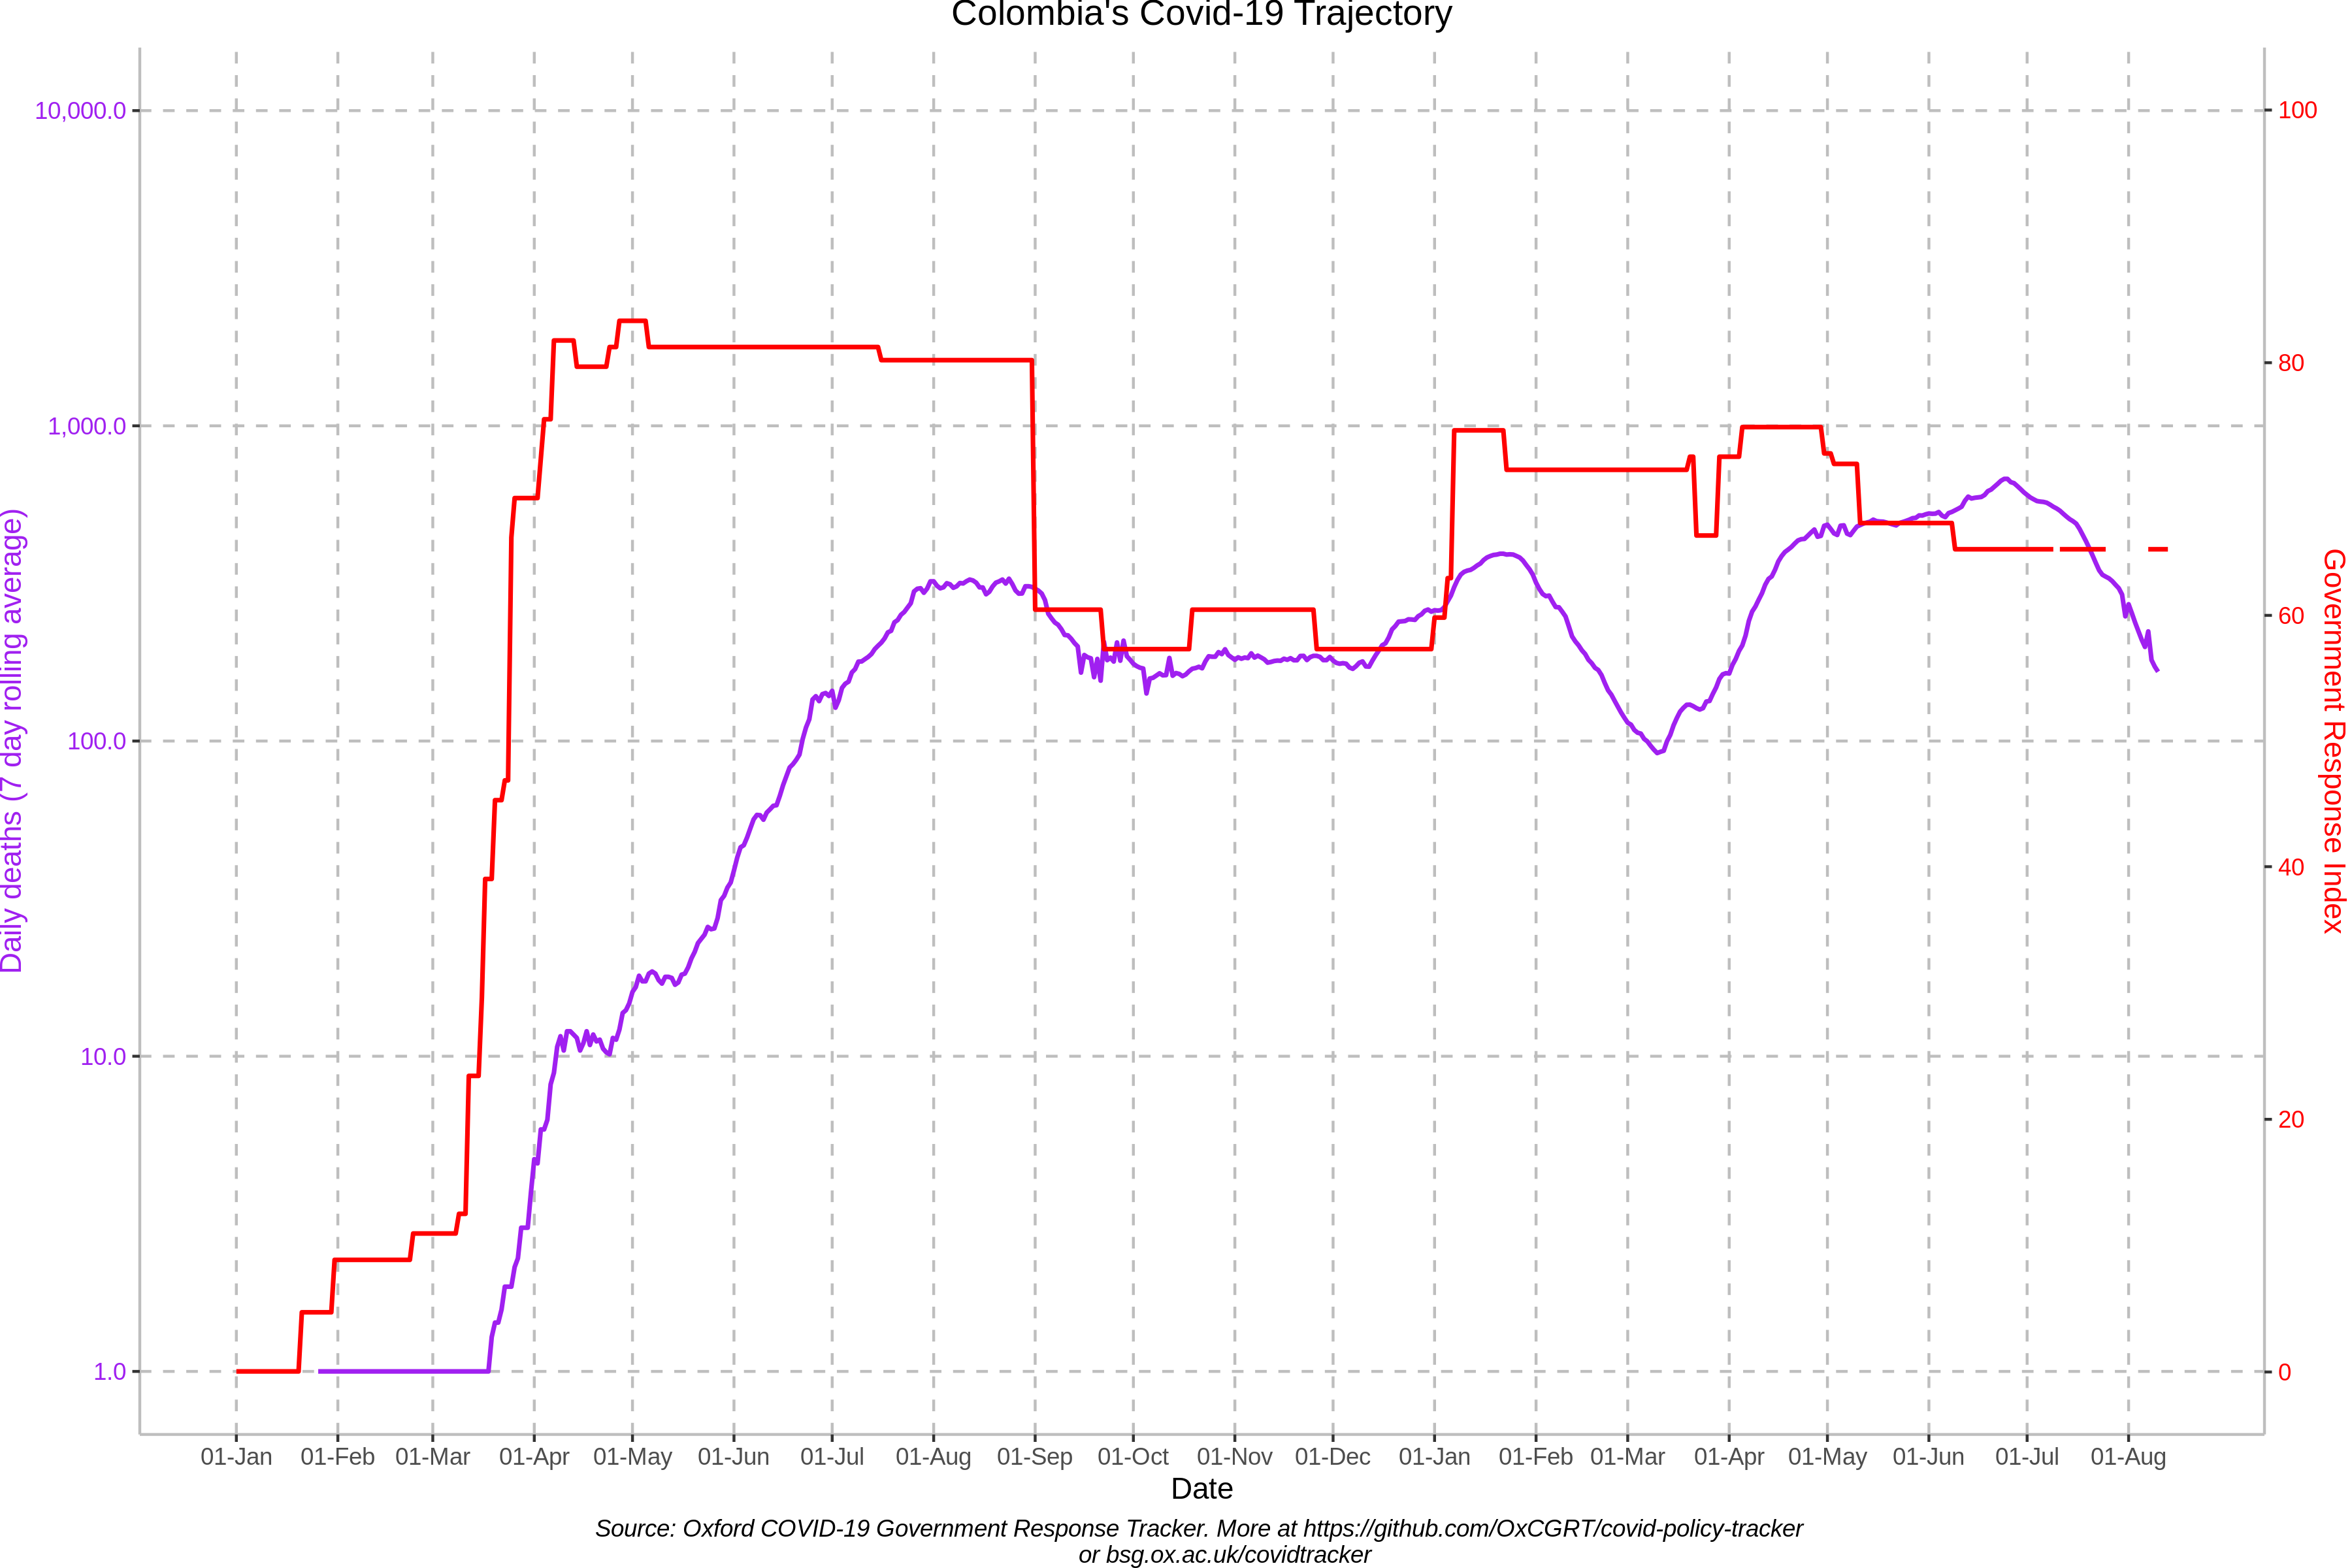 Colombia's Covid-19 Trajectory
10,000.0
1,000.0
100.0
10.0
1.0
Daily deaths (7 day rolling average)
100
80
60
40
20
0
Government Response Index
01-Jan 01-Feb 01-Mar 01-Apr 01-May 01-Jun 01-Jul 01-Aug 01-Sep 01-Oct 01-Nov 01-Dec 01-Jan 01-Feb 01-Mar 01-Apr 01-May 01-Jun 01-Jul 01-Aug
Date
Source: Oxford COVID-19 Government Response Tracker. More at https://github.com/OxCGRT/covid-policy-tracker
or bsg.ox.ac.uk/covidtracker